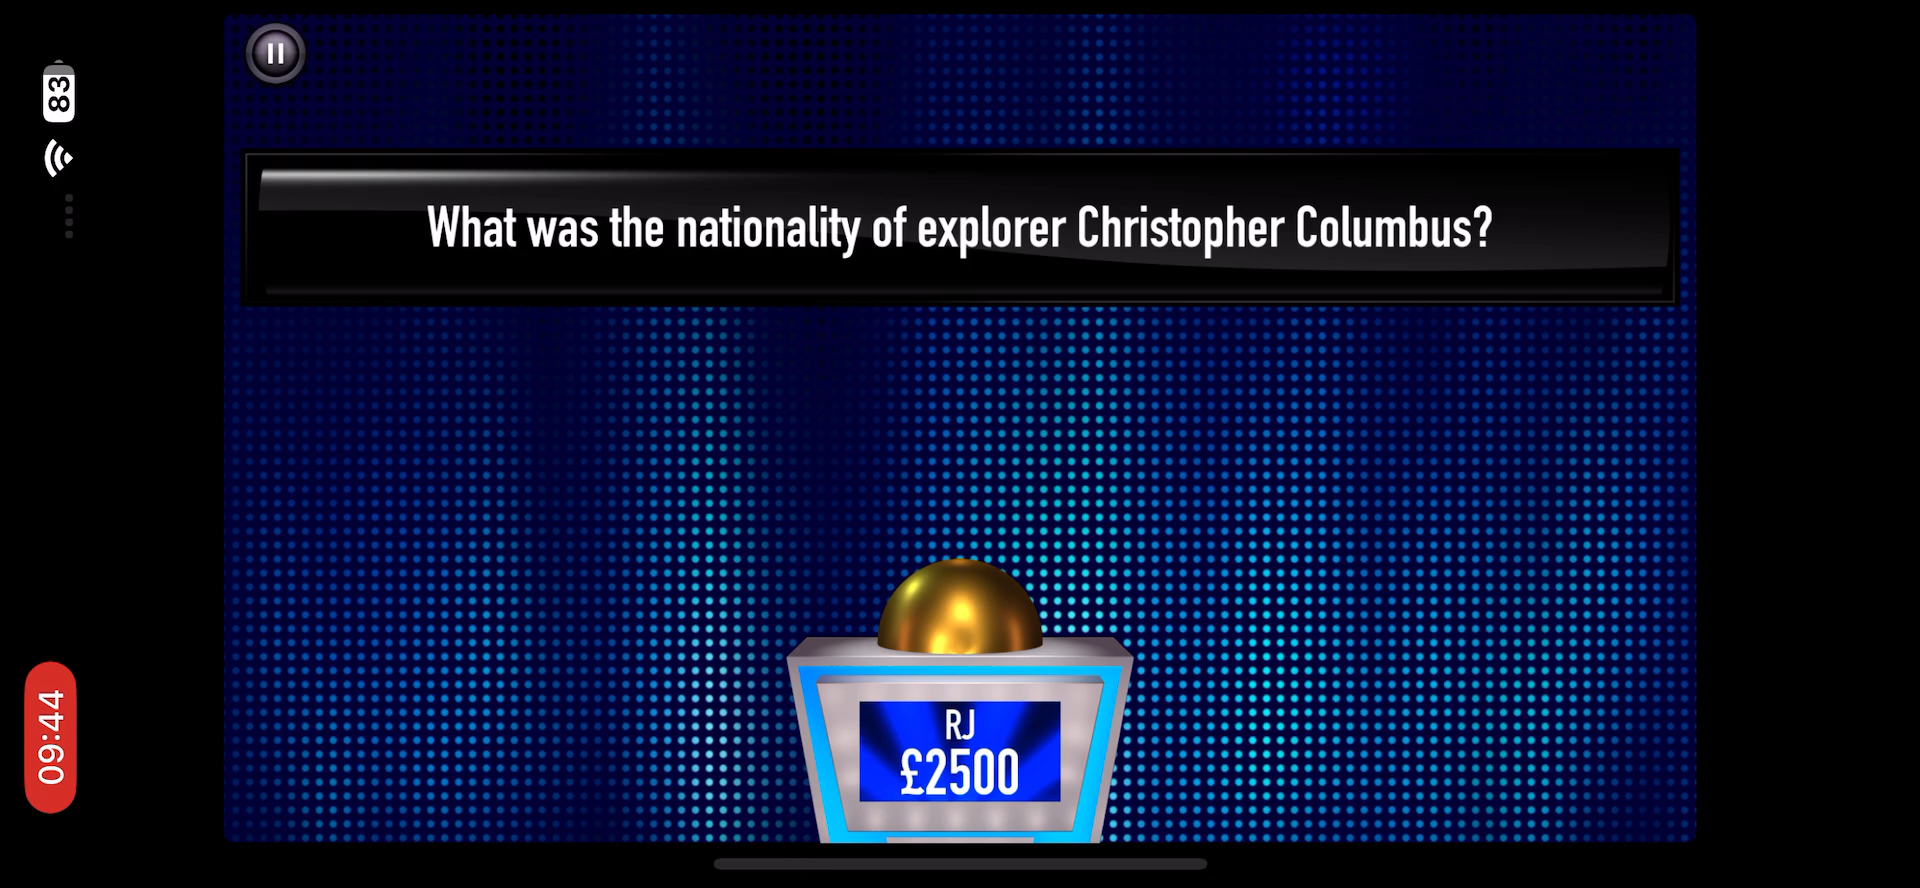 What was the nationality of explorer Christopher Columbus?
RJ
£2500
83
09:44